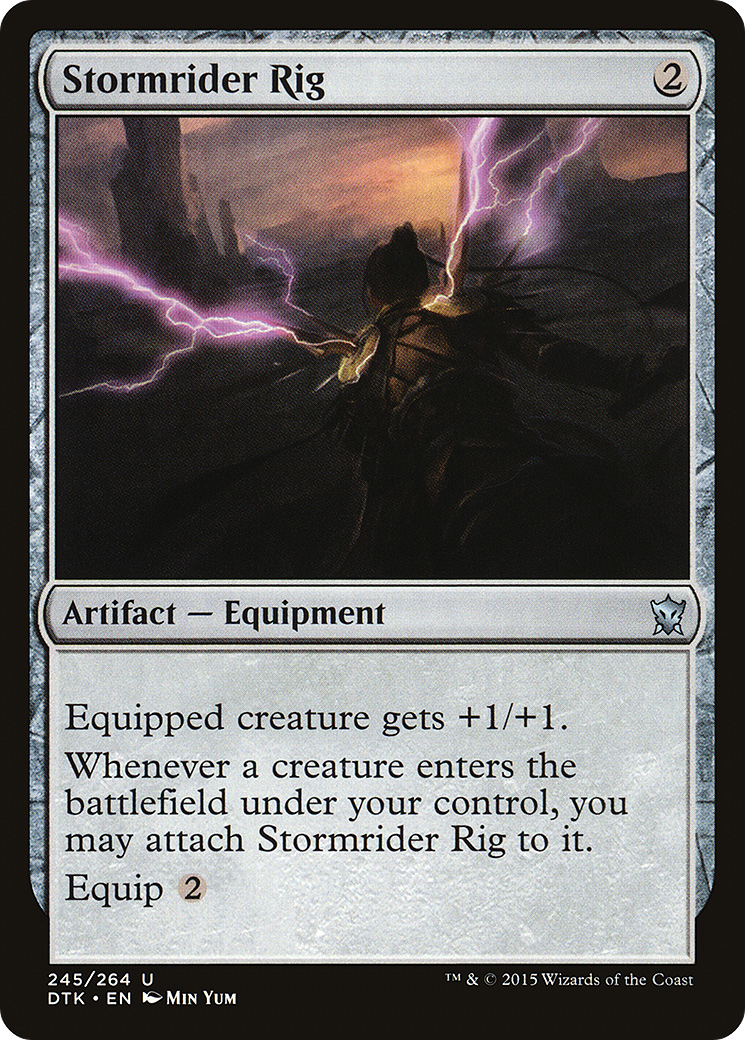 Stormrider Rig 2
Artifact — Equipment
Equipped creature gets +1/+1.
Whenever a creature enters the
battlefield under your control, you
may attach Stormrider Rig to it.
Equip 2
245/264 U
DTK • EN Min Yum
™ & © 2015 Wizards of the Coast